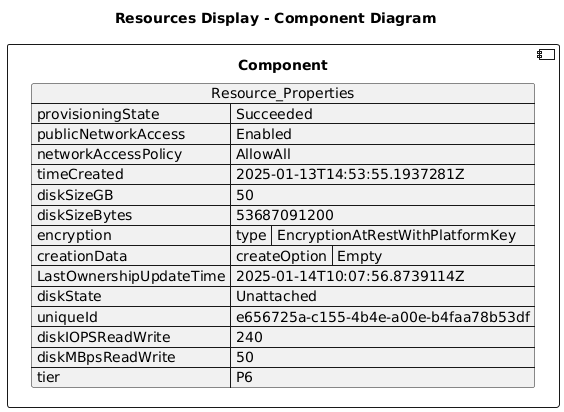 Resources Display - Component Diagram
Component
Resource_Properties
provisioningState Succeeded
publicNetworkAccess Enabled
networkAccessPolicy AllowAll
timeCreated 2025-01-13T14:53:55.1937281Z
diskSizeGB 50
diskSizeBytes 53687091200
encryption type EncryptionAtRestWithPlatformKey
creationData createOption Empty
LastOwnershipUpdateTime 2025-01-14T10:07:56.8739114Z
diskState Unattached
uniqueId e656725a-c155-4b4e-a00e-b4faa78b53df
diskIOPSReadWrite 240
diskMBpsReadWrite 50
tier P6